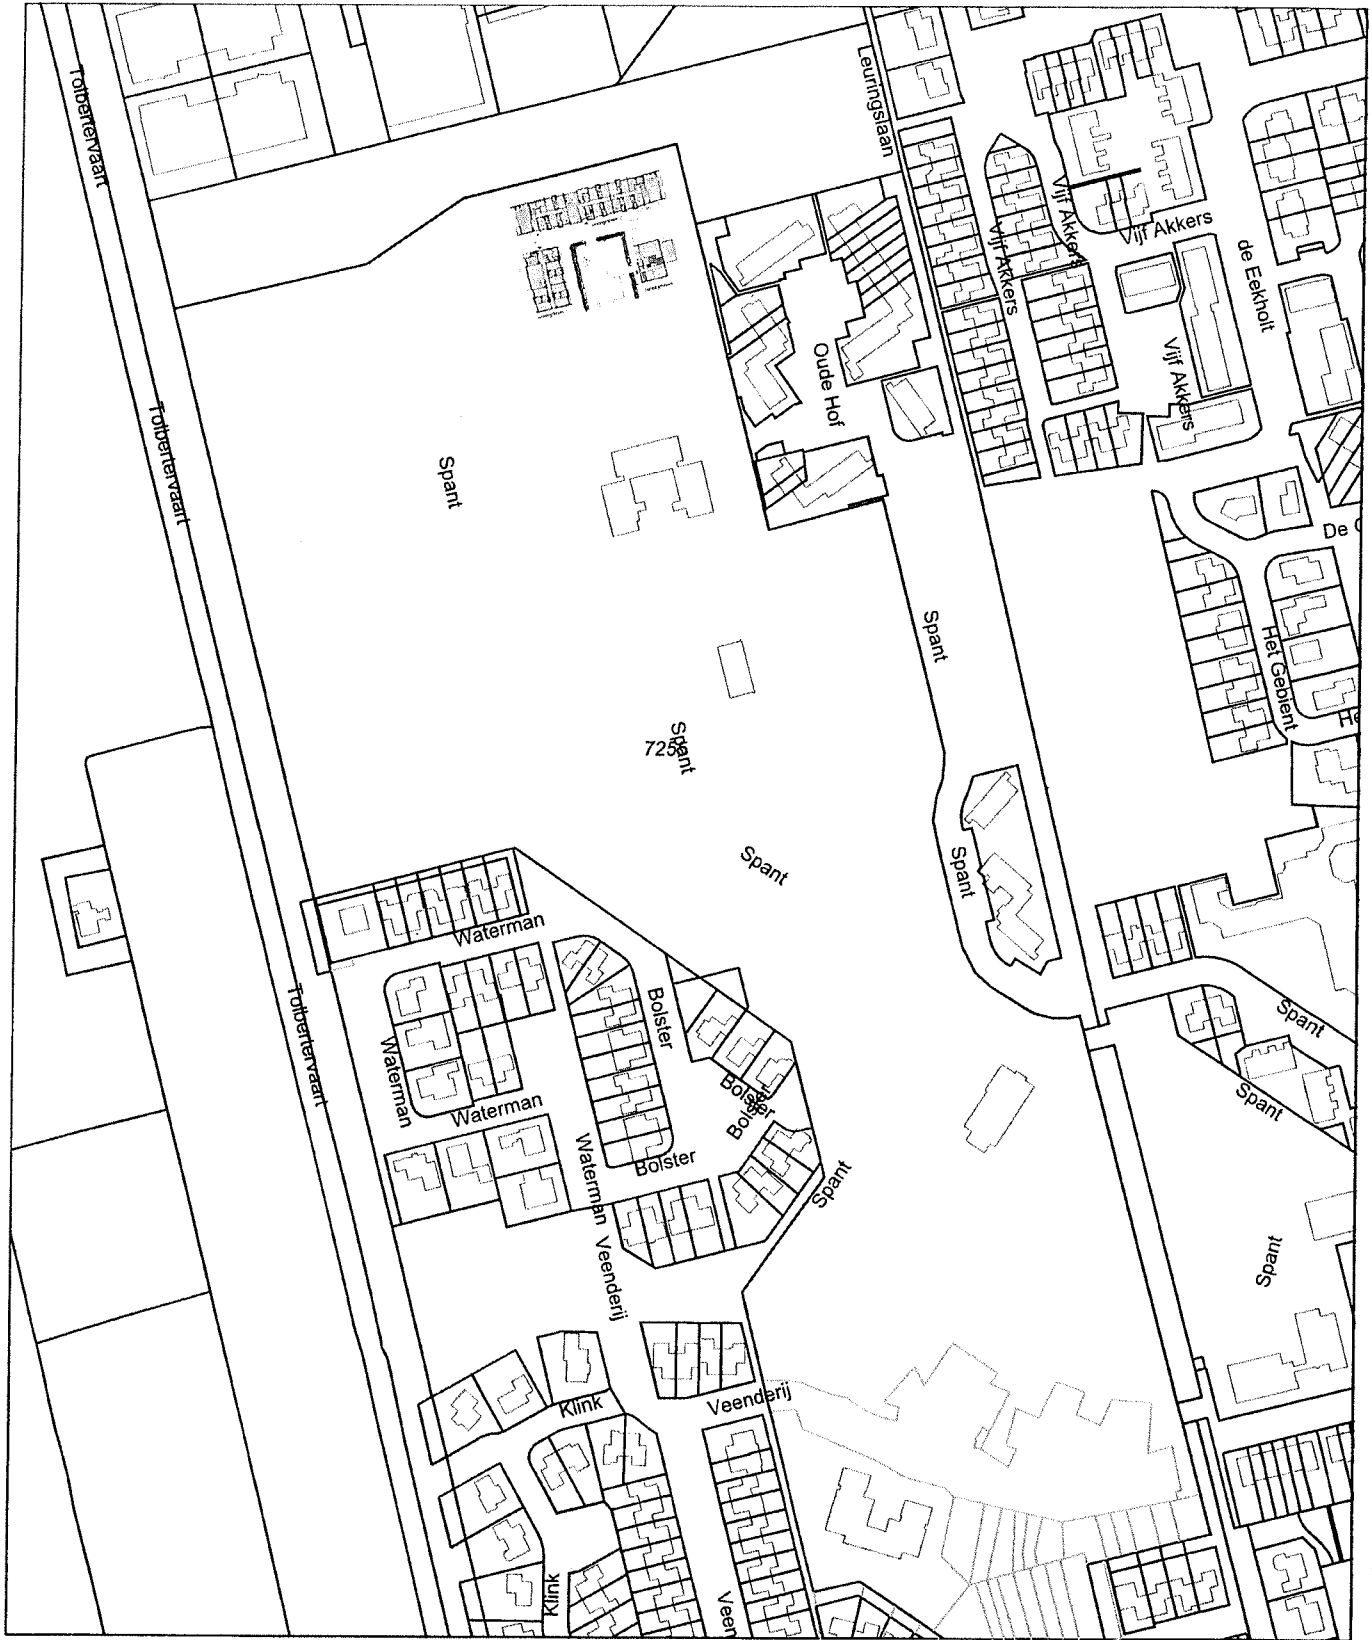 Tolbertervaart
Leuringslaan
Vijf Akkers
Vijf Akkers
Vijf Akkers
de Eekholt
Vijf Akkers
Oude Hof
Tolbertervaart
Spant
De
Spant
Het Gebient
He
Spant
Spant
Spant
Waterman
Tolbertervaart
Bolster
Spant
Waterman
Waterman
Bolster
Bolster
Spant
Waterman
Bolster
Spant
Veenderij
Spant
Klink
Veenderij
Klink
Veen